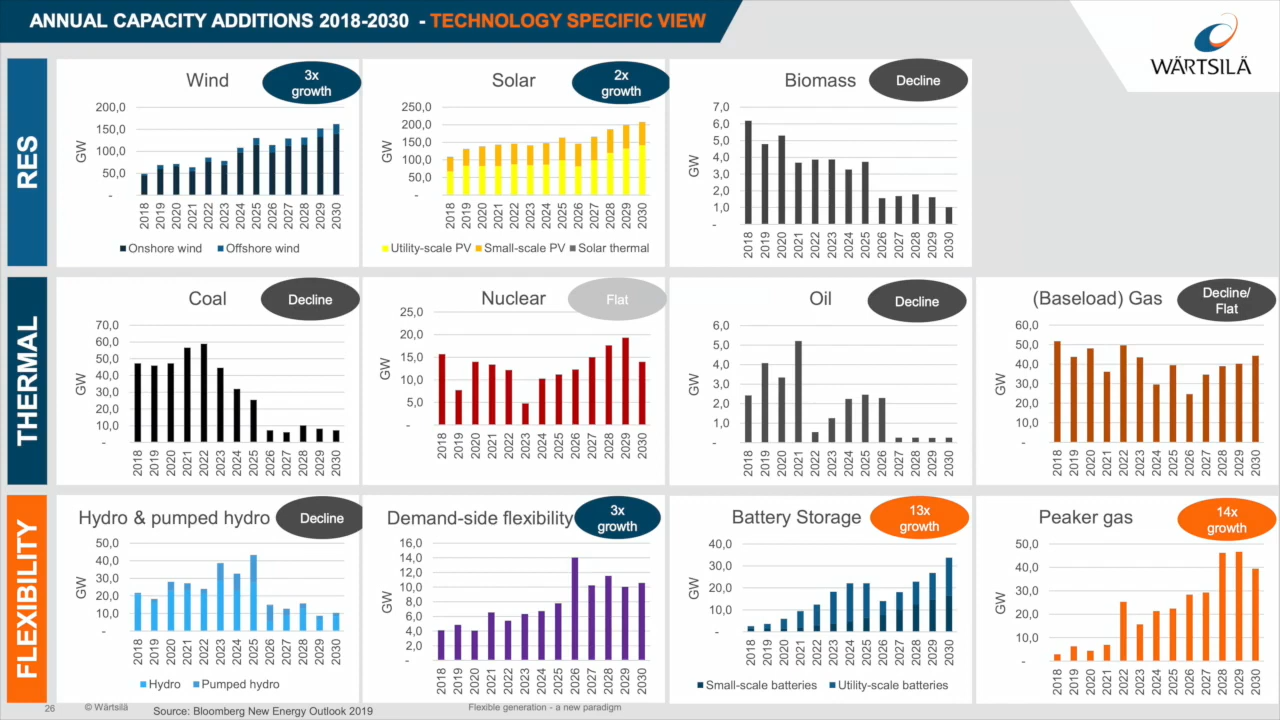 ANNUAL CAPACITY ADDITIONS 2018-2030 - TECHNOLOGY SPECIFIC VIEW
WÄRTSILÄ
RES
Wind
3x
growth
200,0
150,0
100,0
50,0
-
GW
2018 2019 2020 2021 2022 2023 2024 2025 2026 2027 2028 2029 2030
Onshore wind Offshore wind
Solar
2x
growth
250,0
200,0
150,0
100,0
50,0
-
GW
2018 2019 2020 2021 2022 2023 2024 2025 2026 2027 2028 2029 2030
Utility-scale PV Small-scale PV Solar thermal
Biomass
Decline
7,0
6,0
5,0
4,0
3,0
2,0
1,0
-
GW
2018 2019 2020 2021 2022 2023 2024 2025 2026 2027 2028 2029 2030
THERMAL
Coal
Decline
70,0
60,0
50,0
40,0
30,0
20,0
10,0
-
GW
2018 2019 2020 2021 2022 2023 2024 2025 2026 2027 2028 2029 2030
Nuclear
Flat
25,0
20,0
15,0
10,0
5,0
-
GW
2018 2019 2020 2021 2022 2023 2024 2025 2026 2027 2028 2029 2030
Oil
Decline
6,0
5,0
4,0
3,0
2,0
1,0
-
GW
2018 2019 2020 2021 2022 2023 2024 2025 2026 2027 2028 2029 2030
(Baseload) Gas
Decline/
Flat
60,0
50,0
40,0
30,0
20,0
10,0
-
GW
2018 2019 2020 2021 2022 2023 2024 2025 2026 2027 2028 2029 2030
FLEXIBILITY
Hydro & pumped hydro
Decline
50,0
40,0
30,0
20,0
10,0
-
GW
2018 2019 2020 2021 2022 2023 2024 2025 2026 2027 2028 2029 2030
Hydro Pumped hydro
Demand-side flexibility
3x
growth
16,0
14,0
12,0
10,0
8,0
6,0
4,0
2,0
-
GW
2018 2019 2020 2021 2022 2023 2024 2025 2026 2027 2028 2029 2030
Battery Storage
13x
growth
40,0
30,0
20,0
10,0
-
GW
2018 2019 2020 2021 2022 2023 2024 2025 2026 2027 2028 2029 2030
Small-scale batteries Utility-scale batteries
Peaker gas
14x
growth
50,0
40,0
30,0
20,0
10,0
-
GW
2018 2019 2020 2021 2022 2023 2024 2025 2026 2027 2028 2029 2030
26 © Wärtsilä Source: Bloomberg New Energy Outlook 2019 Flexible generation - a new paradigm